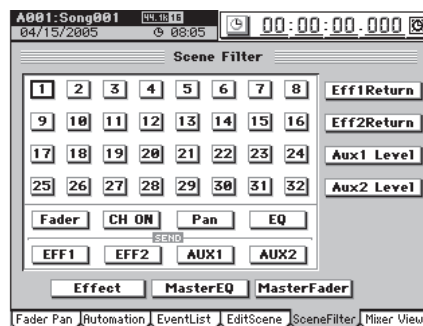 A001:Song001 44.1k 16
04/15/2005 08:05 00:00:00.000
Scene Filter
1 2 3 4 5 6 7 8 Eff1Return
9 10 11 12 13 14 15 16 Eff2Return
17 18 19 20 21 22 23 24 Aux1 Level
25 26 27 28 29 30 31 32 Aux2 Level
Fader CH ON Pan EQ
SEND
EFF1 EFF2 AUX1 AUX2
Effect MasterEQ MasterFader
Fader Pan Automation EventList EditScene SceneFilter Mixer View